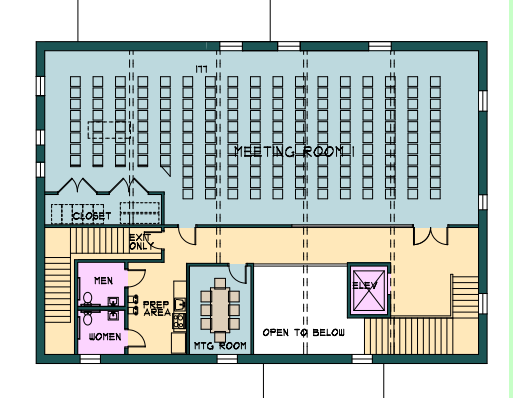 177
MEETING ROOM 1
CLOSET
EXIT
ONLY
ELEV
MEN
PREP
AREA
OPEN TO BELOW
WOMEN
MTG ROOM